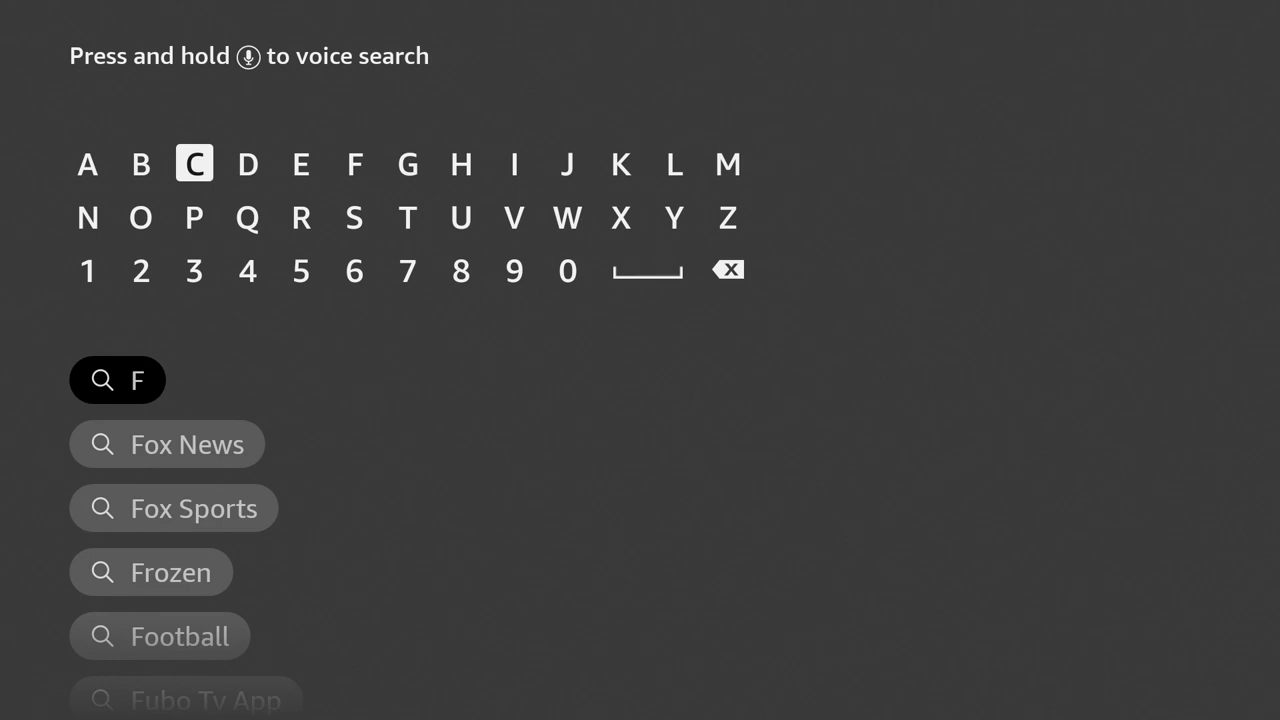 Press and hold to voice search
A B C D E F G H I J K L M
N O P Q R S T U V W X Y Z
1 2 3 4 5 6 7 8 9 0
F
Fox News
Fox Sports
Frozen
Football
Fubo Tv App